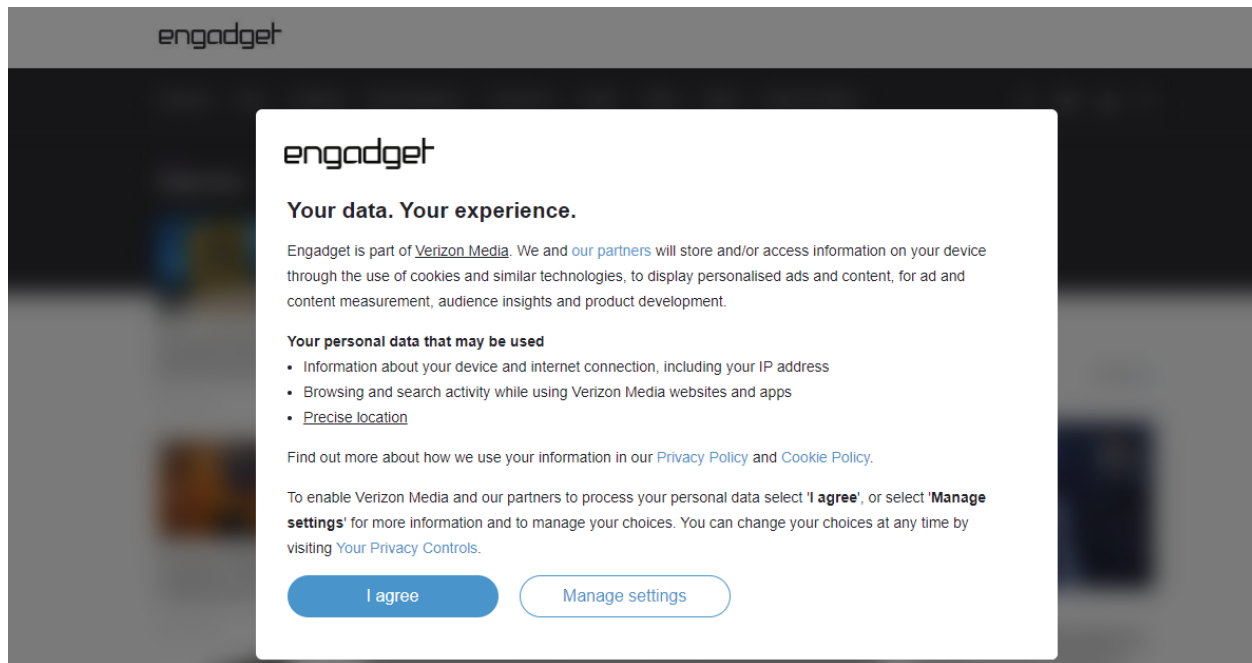 engadget
engadget
Your data. Your experience.
Engadget is part of Verizon Media. We and our partners will store and/or access information on your device
through the use of cookies and similar technologies, to display personalised ads and content, for ad and
content measurement, audience insights and product development.
Your personal data that may be used
• Information about your device and internet connection, including your IP address
• Browsing and search activity while using Verizon Media websites and apps
• Precise location
Find out more about how we use your information in our Privacy Policy and Cookie Policy.
To enable Verizon Media and our partners to process your personal data select 'I agree', or select 'Manage
settings' for more information and to manage your choices. You can change your choices at any time by
visiting Your Privacy Controls.
I agree Manage settings